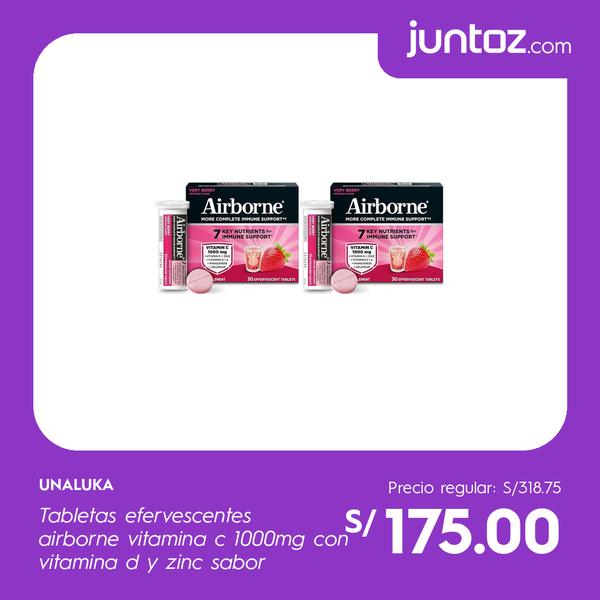 juntoz.com
VERY BERRY
Airborne
MORE COMPLETE IMMUNE SUPPORT
7 KEY NUTRIENTS for
IMMUNE SUPPORT
VITAMIN C
1000 mg
30 EFFERVESCENT TABLETS
Airborne
VERY BERRY
Airborne
MORE COMPLETE IMMUNE SUPPORT
7 KEY NUTRIENTS for
IMMUNE SUPPORT
VITAMIN C
1000 mg
30 EFFERVESCENT TABLETS
Airborne
UNALUKA
Precio regular: S/318.75
S/ 175.00
Tabletas efervescentes
airborne vitamina c 1000mg con
vitamina d y zinc sabor